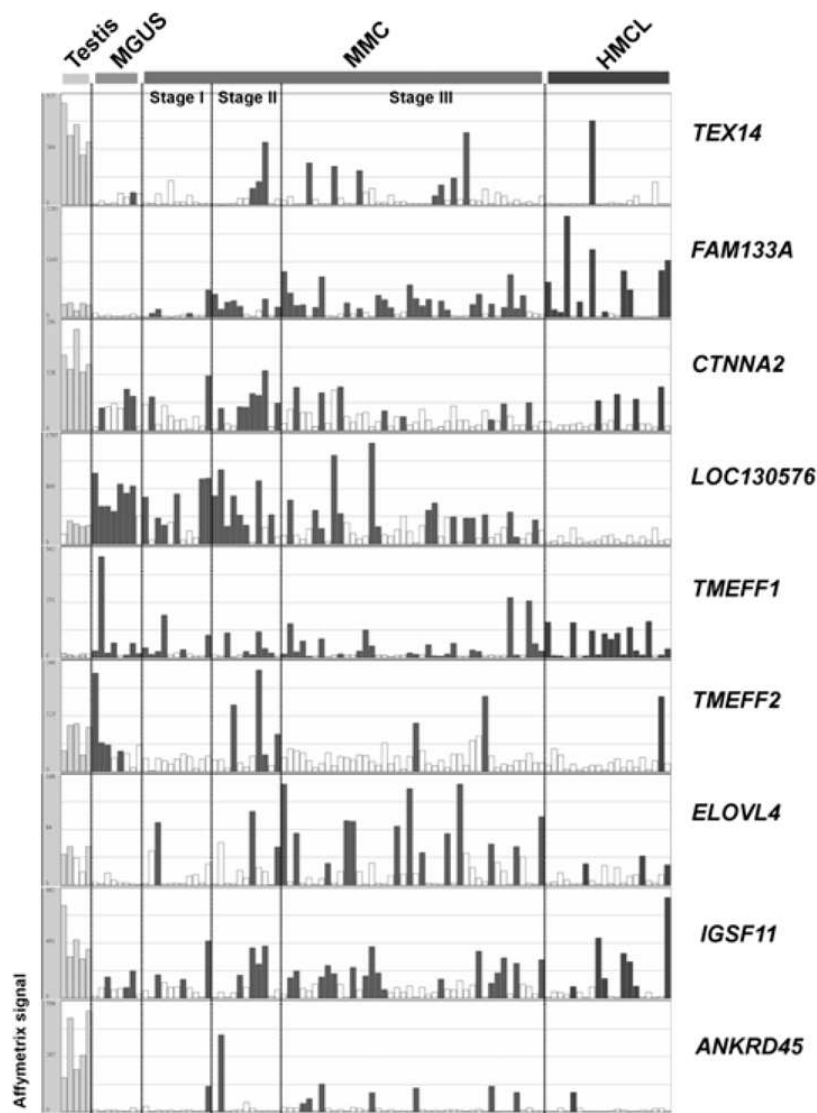 Testis MGUS MMC HMCL
Stage I Stage II Stage III
TEX14
FAM133A
CTNNA2
LOC130576
TMEFF1
TMEFF2
ELOVL4
IGSF11
ANKRD45
Affymetrix signal